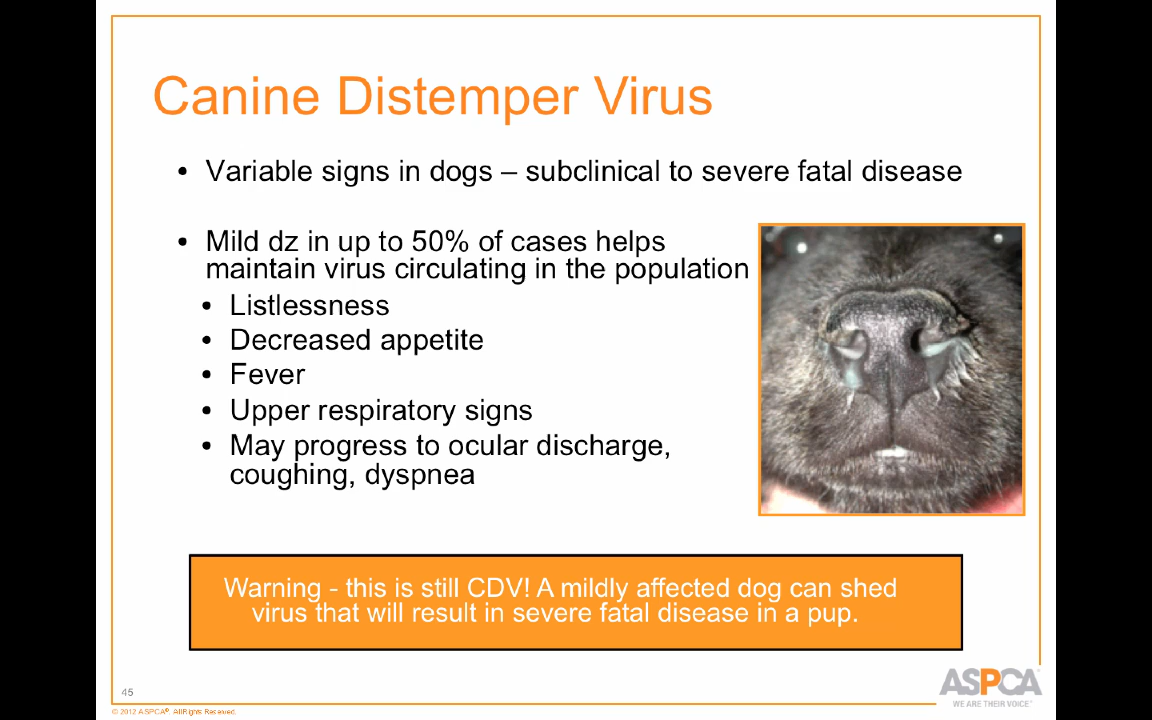 Canine Distemper Virus
• Variable signs in dogs – subclinical to severe fatal disease
• Mild dz in up to 50% of cases helps
maintain virus circulating in the population
• Listlessness
• Decreased appetite
• Fever
• Upper respiratory signs
• May progress to ocular discharge,
coughing, dyspnea
Warning - this is still CDV! A mildly affected dog can shed
virus that will result in severe fatal disease in a pup.
45
© 2012 ASPCA®. All Rights Reserved.
ASPCA
WE ARE THEIR VOICE™